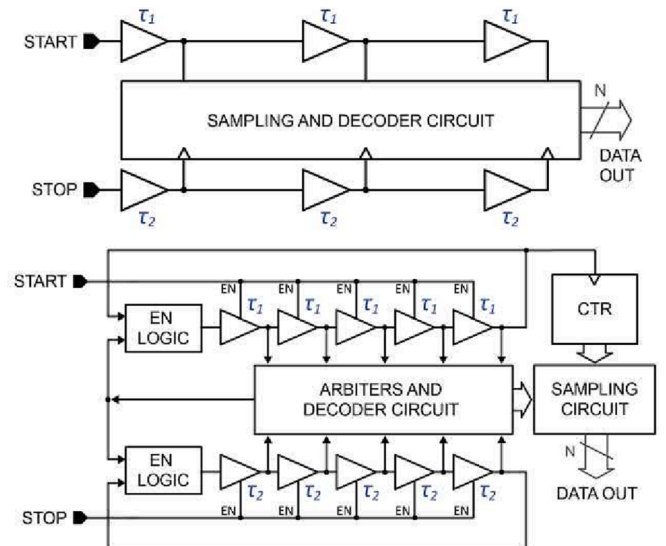 τ1 τ1 τ1
START
SAMPLING AND DECODER CIRCUIT
N
DATA
OUT
STOP
τ2 τ2 τ2
START
EN EN EN EN EN
τ1 τ1 τ1 τ1 τ1
EN
LOGIC
CTR
ARBITERS AND
DECODER CIRCUIT
SAMPLING
CIRCUIT
EN
LOGIC
N
τ2 τ2 τ2 τ2 τ2
DATA OUT
STOP
EN EN EN EN EN